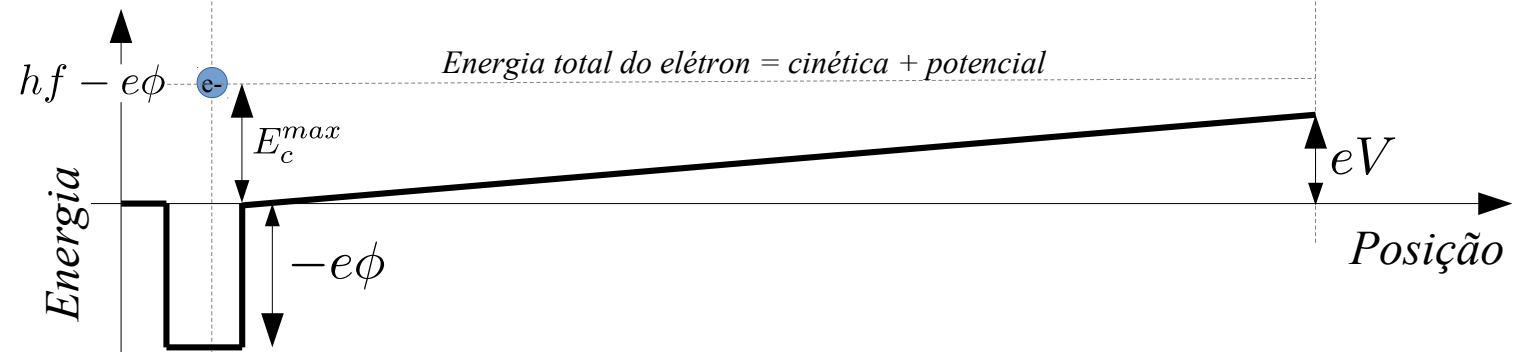 Energia total do elétron = cinética + potencial
hf − eϕ
e-
E_c^{max}
eV
Energia
−eϕ
Posição